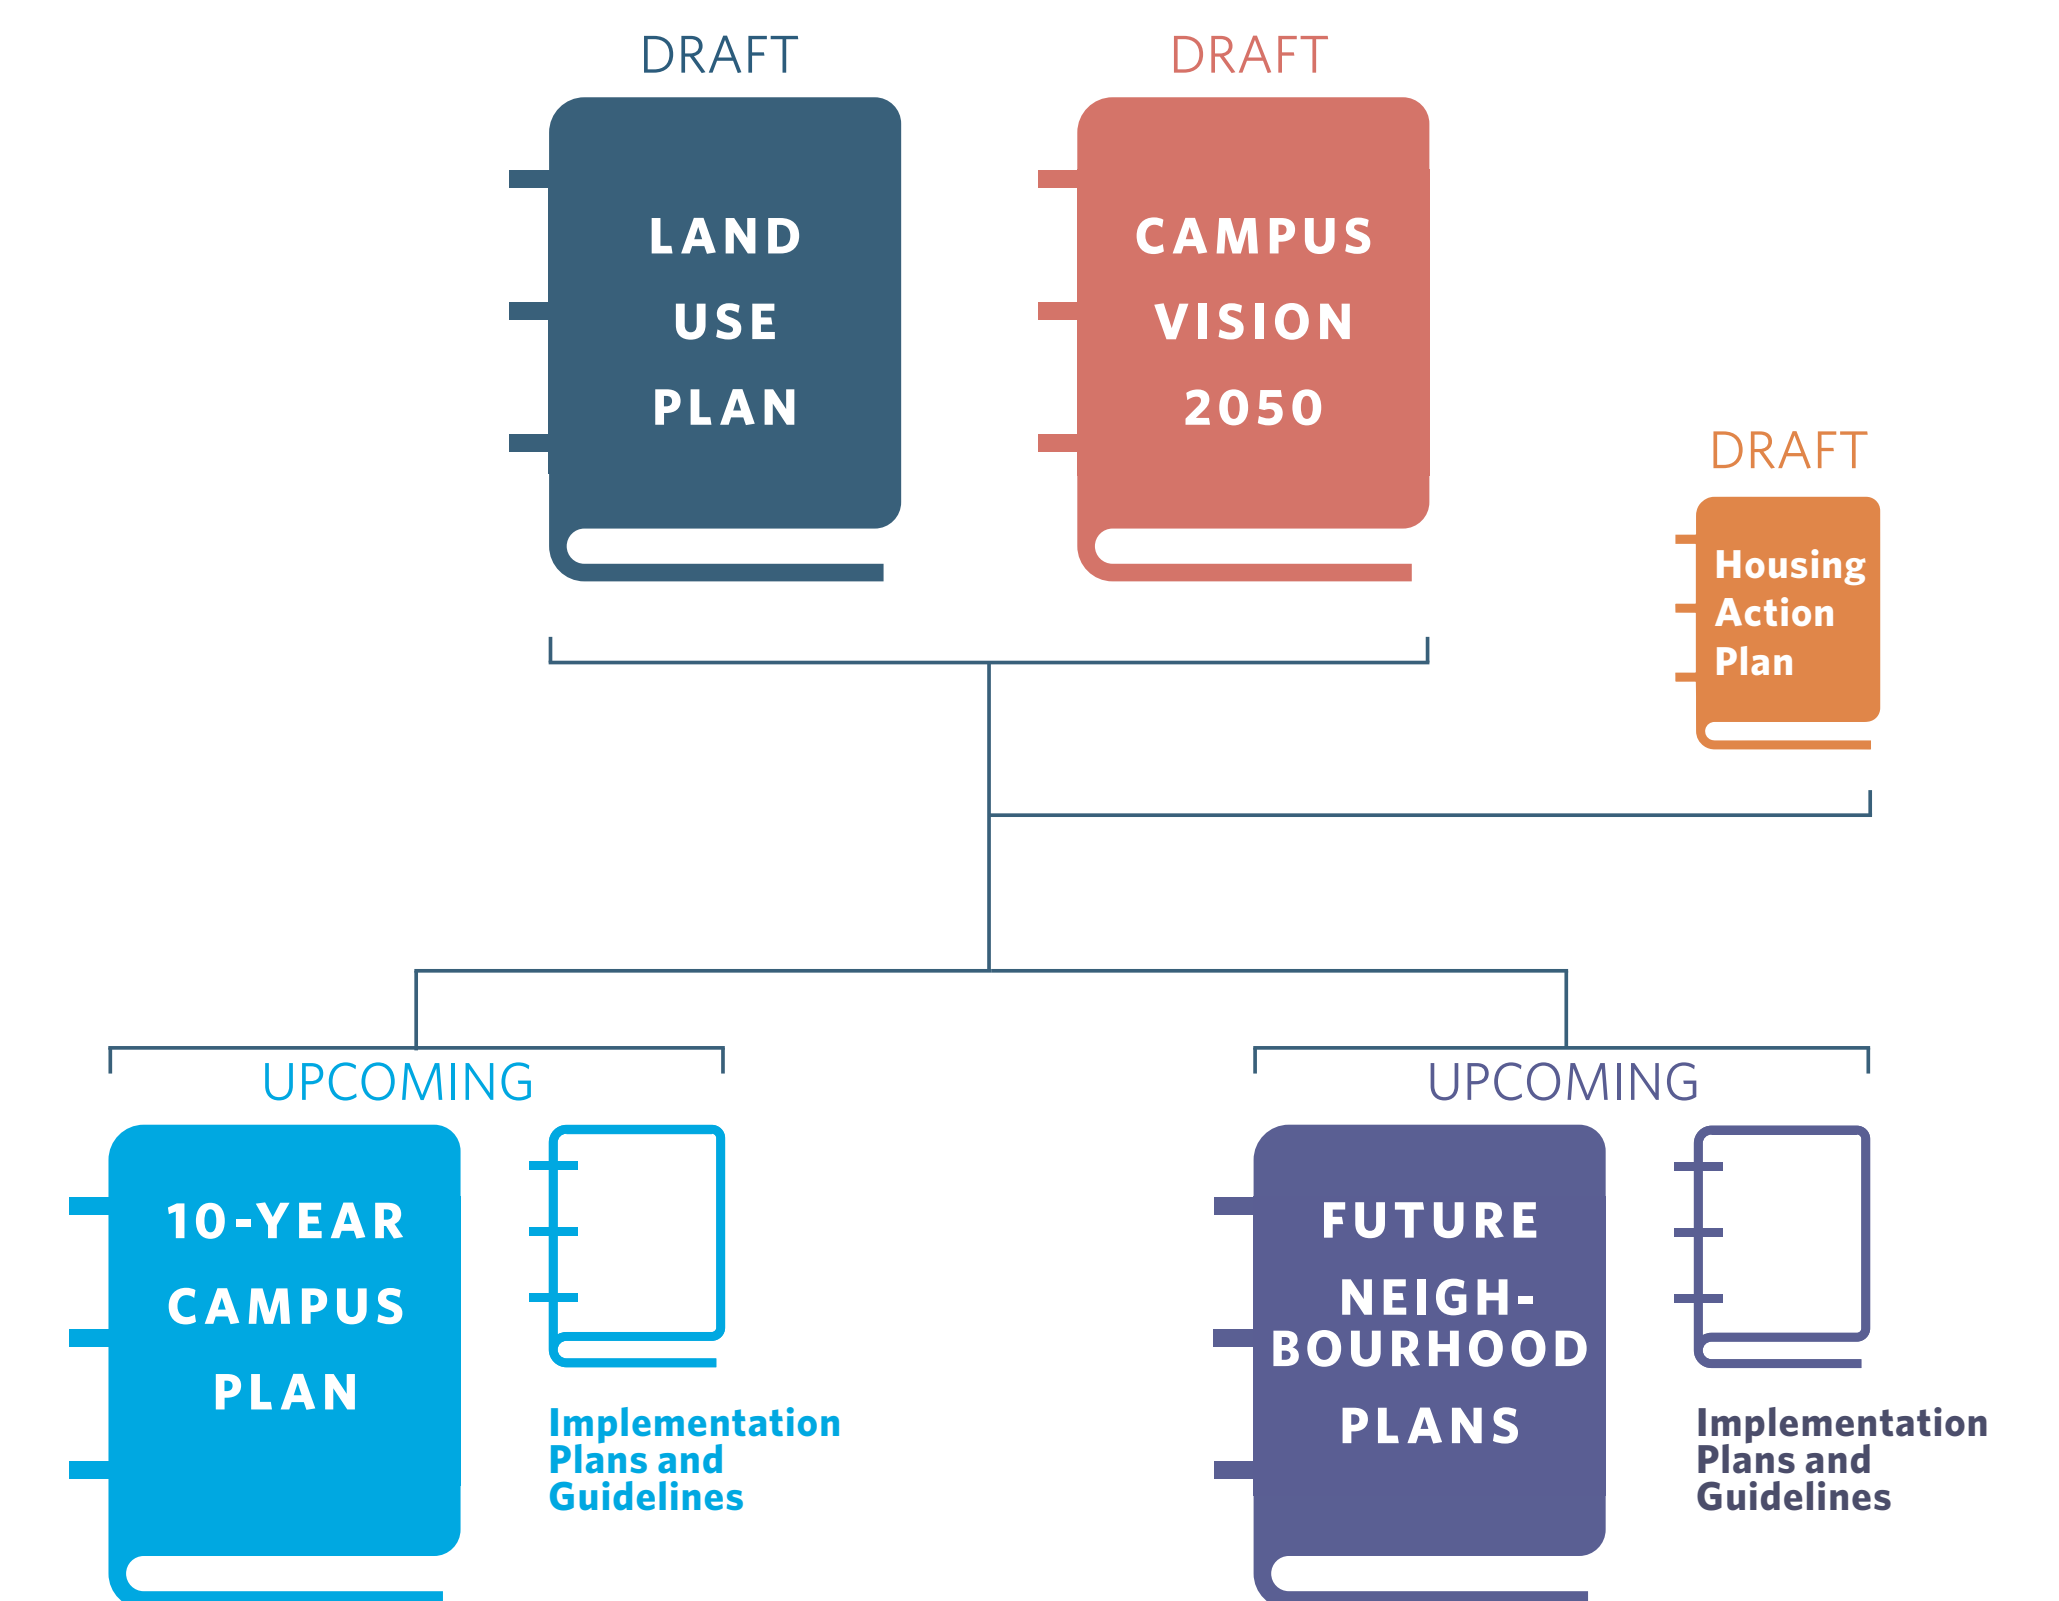 DRAFT
LAND
USE
PLAN
DRAFT
CAMPUS
VISION
2050
DRAFT
Housing
Action
Plan
UPCOMING
10-YEAR
CAMPUS
PLAN
Implementation
Plans and
Guidelines
UPCOMING
FUTURE
NEIGH-
BOURHOOD
PLANS
Implementation
Plans and
Guidelines